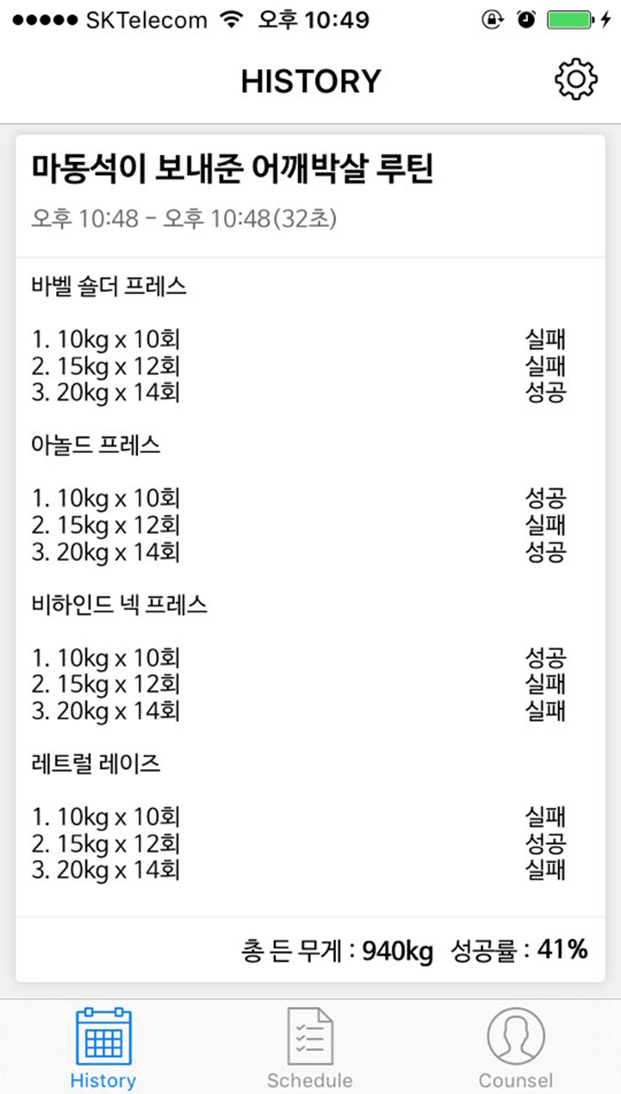 SKTelecom 오후 10:49
HISTORY
마동석이 보내준 어깨박살 루틴
오후 10:48 - 오후 10:48(32초)
바벨 숄더 프레스
1. 10kg x 10회 실패
2. 15kg x 12회 실패
3. 20kg x 14회 성공
아놀드 프레스
1. 10kg x 10회 성공
2. 15kg x 12회 실패
3. 20kg x 14회 성공
비하인드 넥 프레스
1. 10kg x 10회 성공
2. 15kg x 12회 실패
3. 20kg x 14회 실패
레트럴 레이즈
1. 10kg x 10회 실패
2. 15kg x 12회 성공
3. 20kg x 14회 실패
총 든 무게 : 940kg 성공률 : 41%
History Schedule Counsel